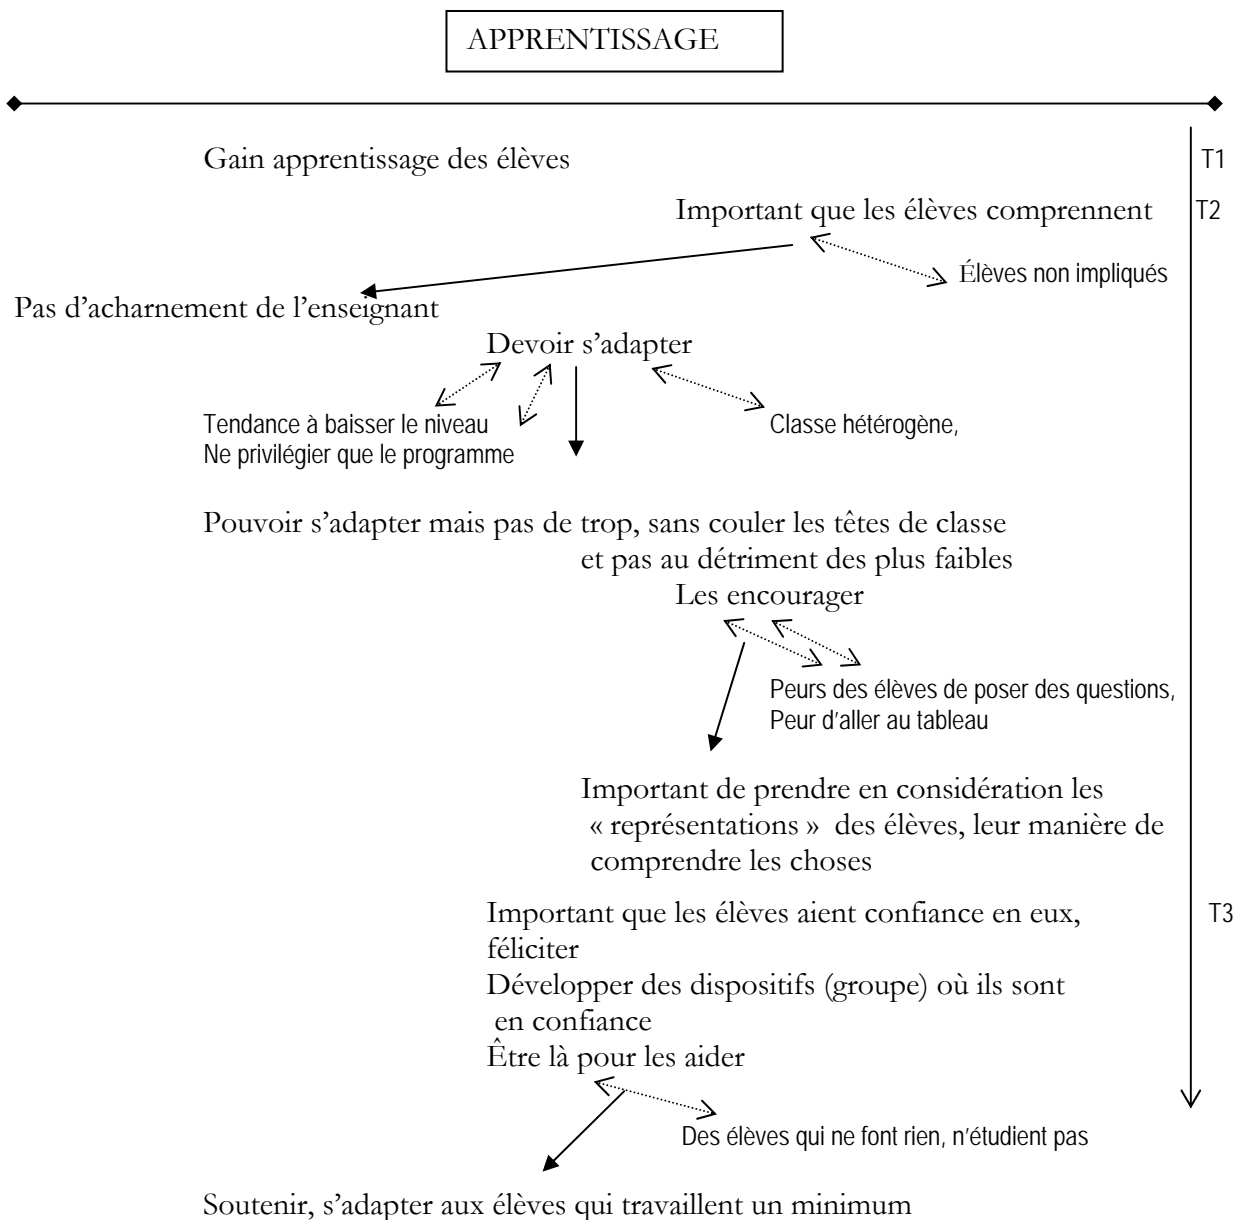 APPRENTISSAGE
Gain apprentissage des élèves
T1
Important que les élèves comprennent
T2
Élèves non impliqués
Pas d’acharnement de l’enseignant
Devoir s’adapter
Tendance à baisser le niveau
Classe hétérogène,
Ne privilégier que le programme
Pouvoir s’adapter mais pas de trop, sans couler les têtes de classe
et pas au détriment des plus faibles
Les encourager
Peurs des élèves de poser des questions,
Peur d’aller au tableau
Important de prendre en considération les
« représentations » des élèves, leur manière de
comprendre les choses
Important que les élèves aient confiance en eux,
T3
féliciter
Développer des dispositifs (groupe) où ils sont
en confiance
Être là pour les aider
Des élèves qui ne font rien, n’étudient pas
Soutenir, s’adapter aux élèves qui travaillent un minimum